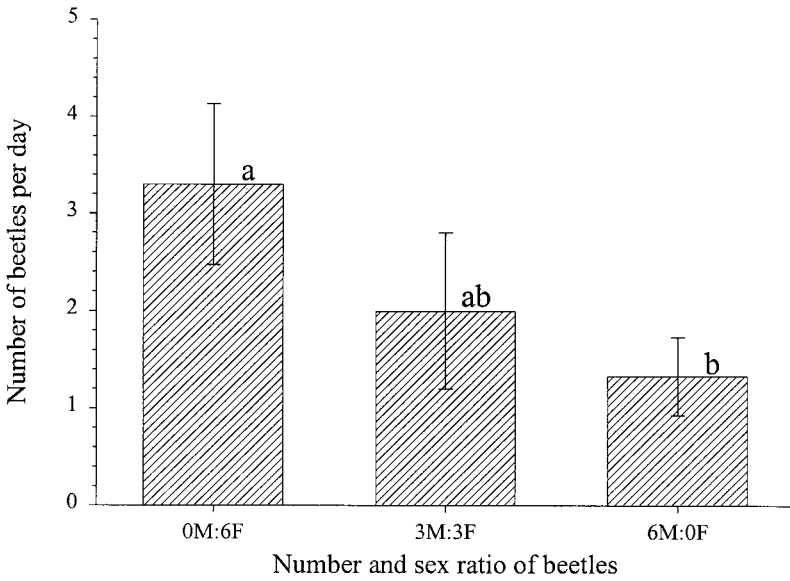 Number of beetles per day
5
4
3
2
1
0
a
ab
b
0M:6F 3M:3F 6M:0F
Number and sex ratio of beetles